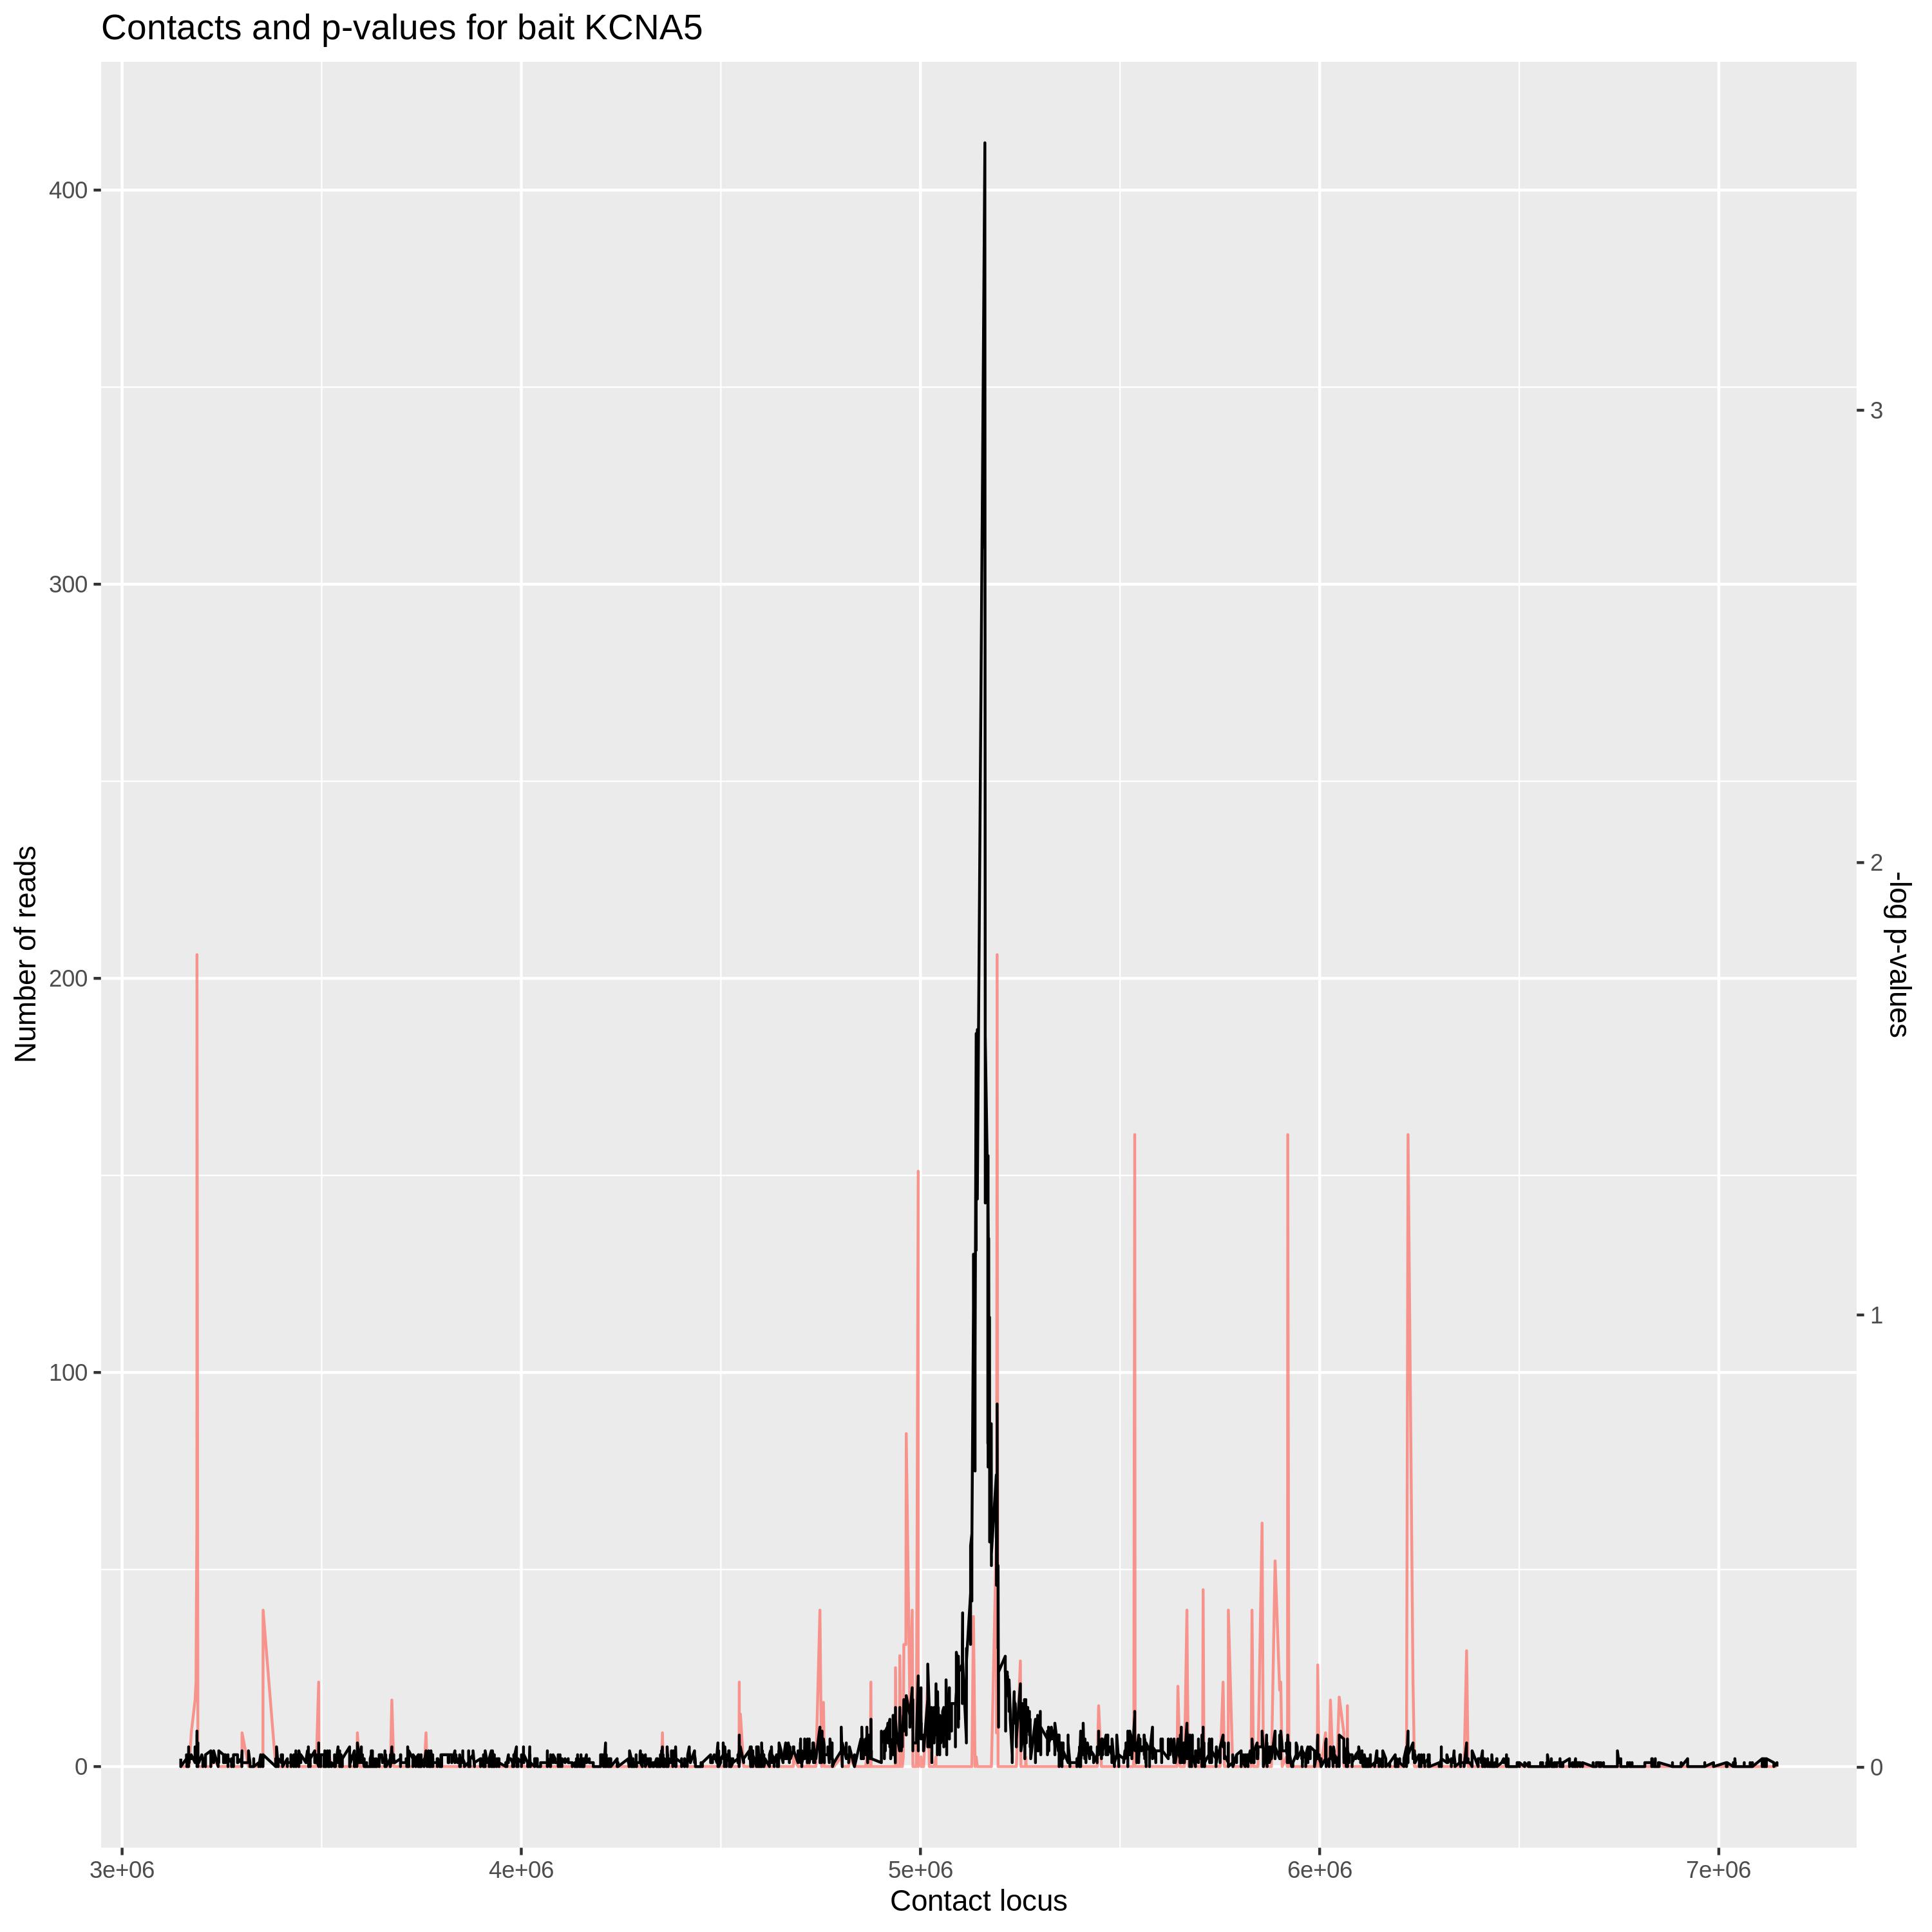 Contacts and p-values for bait KCNA5
400
300
200
100
0
Number of reads
3
2
1
0
-log p-values
3e+06
4e+06
5e+06
6e+06
7e+06
Contact locus